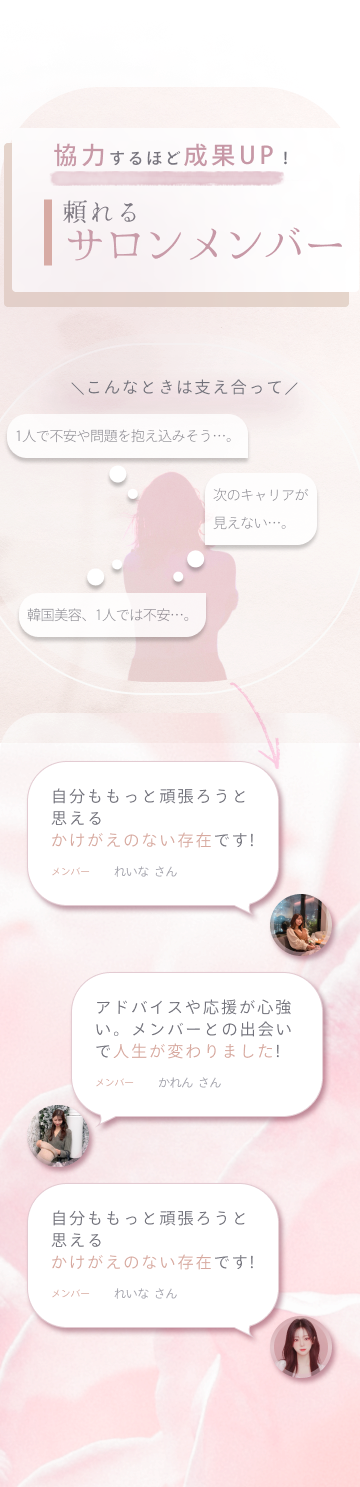 協力するほど成果UP!
頼れる
サロンメンバー
＼こんなときは支え合って／
1人で不安や問題を抱え込みそう…。
次のキャリアが
見えない…。
韓国美容、1人では不安…。
自分ももっと頑張ろうと
思える
かけがえのない存在です!
メンバー　れいな さん
アドバイスや応援が心強
い。メンバーとの出会い
で人生が変わりました!
メンバー　かれん さん
自分ももっと頑張ろうと
思える
かけがえのない存在です!
メンバー　れいな さん